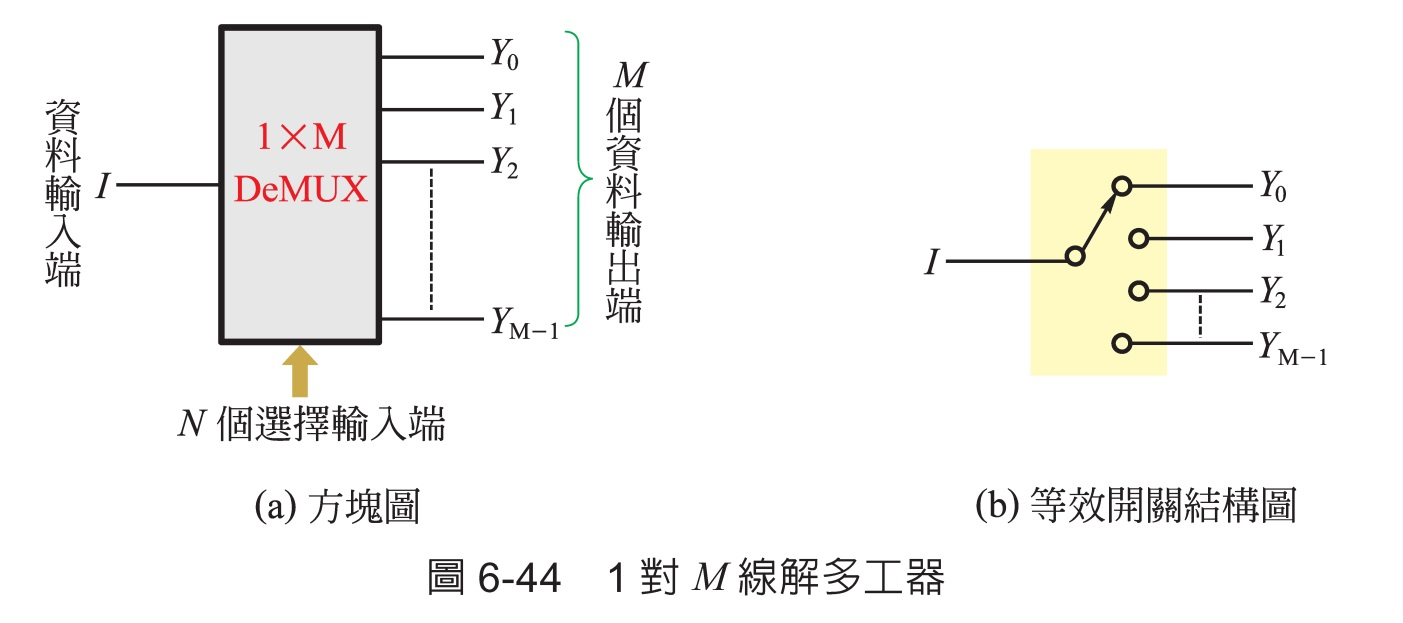 資料輸入端
I
1×M
DeMUX
Y0
Y1
Y2
YM−1
M個資料輸出端
N 個選擇輸入端
(a) 方塊圖
I
Y0
Y1
Y2
YM−1
(b) 等效開關結構圖
圖 6-44 1 對 M 線解多工器